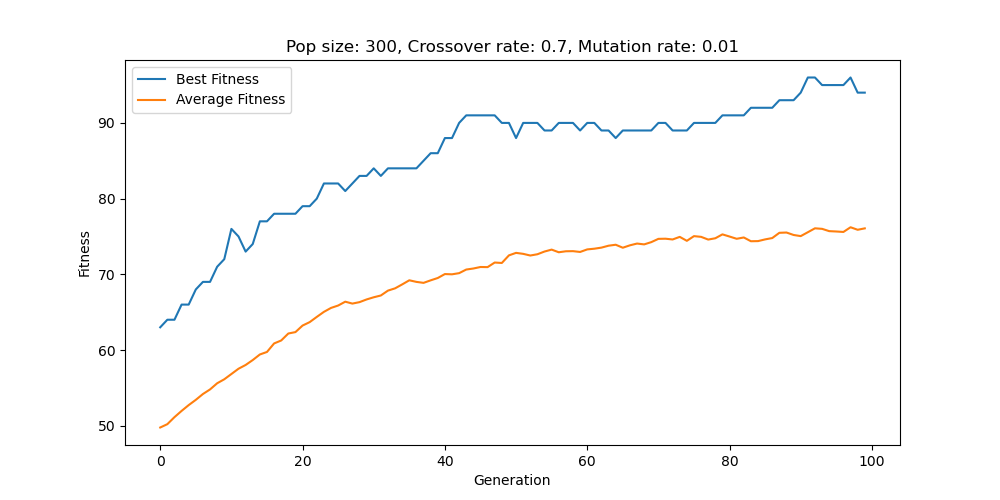 Pop size: 300, Crossover rate: 0.7, Mutation rate: 0.01
Best Fitness
Average Fitness
90
80
70
60
50
Fitness
0 20 40 60 80 100
Generation